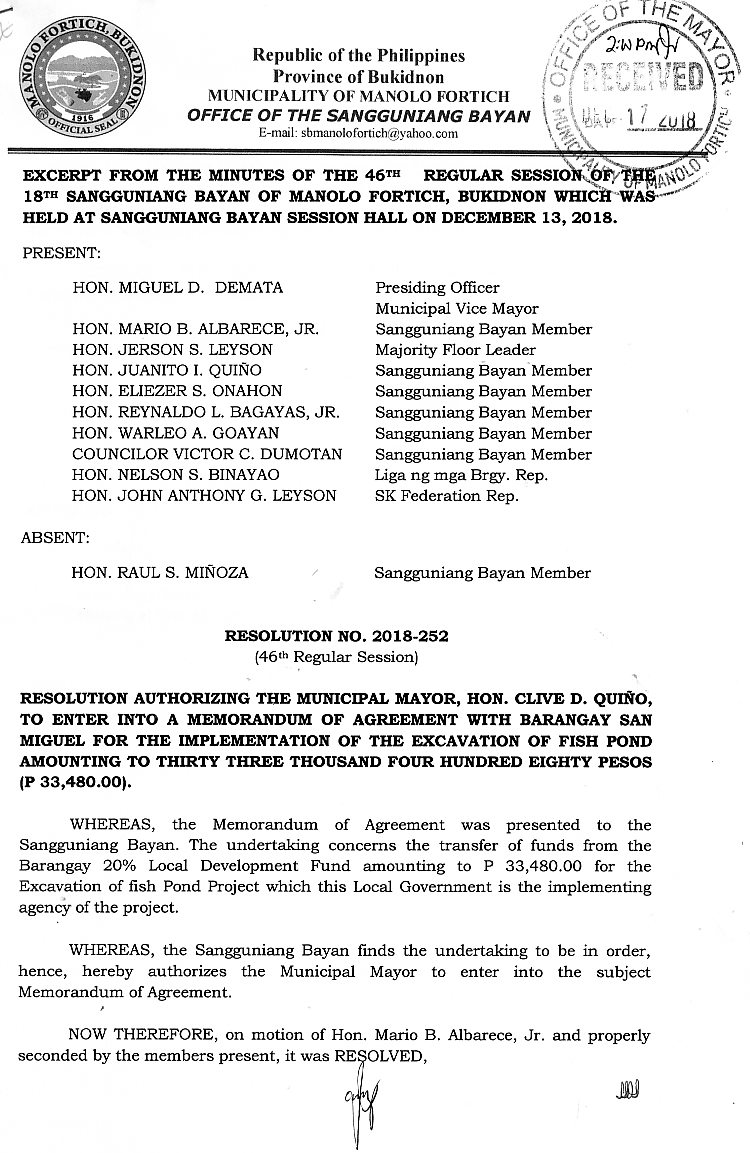 MANOLO FORTICH, BUKIDNON
1916
OFFICIAL SEAL
Republic of the Philippines
Province of Bukidnon
MUNICIPALITY OF MANOLO FORTICH
OFFICE OF THE SANGGUNIANG BAYAN
E-mail: sbmanolofortich@yahoo.com
OFFICE OF THE MAYOR
RECEIVED
17 2018
MUNICIPALITY OF MANOLO FORTICH
EXCERPT FROM THE MINUTES OF THE 46TH REGULAR SESSION OF THE
18TH SANGGUNIANG BAYAN OF MANOLO FORTICH, BUKIDNON WHICH WAS
HELD AT SANGGUNIANG BAYAN SESSION HALL ON DECEMBER 13, 2018.
PRESENT:
HON. MIGUEL D. DEMATA Presiding Officer
Municipal Vice Mayor
HON. MARIO B. ALBARECE, JR. Sangguniang Bayan Member
HON. JERSON S. LEYSON Majority Floor Leader
HON. JUANITO I. QUIÑO Sangguniang Bayan Member
HON. ELIEZER S. ONAHON Sangguniang Bayan Member
HON. REYNALDO L. BAGAYAS, JR. Sangguniang Bayan Member
HON. WARLEO A. GOAYAN Sangguniang Bayan Member
COUNCILOR VICTOR C. DUMOTAN Sangguniang Bayan Member
HON. NELSON S. BINAYAO Liga ng mga Brgy. Rep.
HON. JOHN ANTHONY G. LEYSON SK Federation Rep.
ABSENT:
HON. RAUL S. MIÑOZA Sangguniang Bayan Member
RESOLUTION NO. 2018-252
(46th Regular Session)
RESOLUTION AUTHORIZING THE MUNICIPAL MAYOR, HON. CLIVE D. QUIÑO,
TO ENTER INTO A MEMORANDUM OF AGREEMENT WITH BARANGAY SAN
MIGUEL FOR THE IMPLEMENTATION OF THE EXCAVATION OF FISH POND
AMOUNTING TO THIRTY THREE THOUSAND FOUR HUNDRED EIGHTY PESOS
(P 33,480.00).
WHEREAS, the Memorandum of Agreement was presented to the
Sangguniang Bayan. The undertaking concerns the transfer of funds from the
Barangay 20% Local Development Fund amounting to P 33,480.00 for the
Excavation of fish Pond Project which this Local Government is the implementing
agency of the project.
WHEREAS, the Sangguniang Bayan finds the undertaking to be in order,
hence, hereby authorizes the Municipal Mayor to enter into the subject
Memorandum of Agreement.
NOW THEREFORE, on motion of Hon. Mario B. Albarece, Jr. and properly
seconded by the members present, it was RESOLVED,